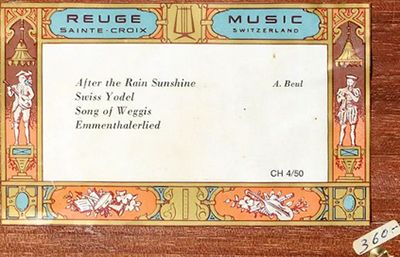 REUGE MUSIC
SAINTE-CROIX SWITZERLAND
After the Rain Sunshine A. Beul
Swiss Yodel
Song of Weggis
Emmenthalerlied
CH 4/50
360.-